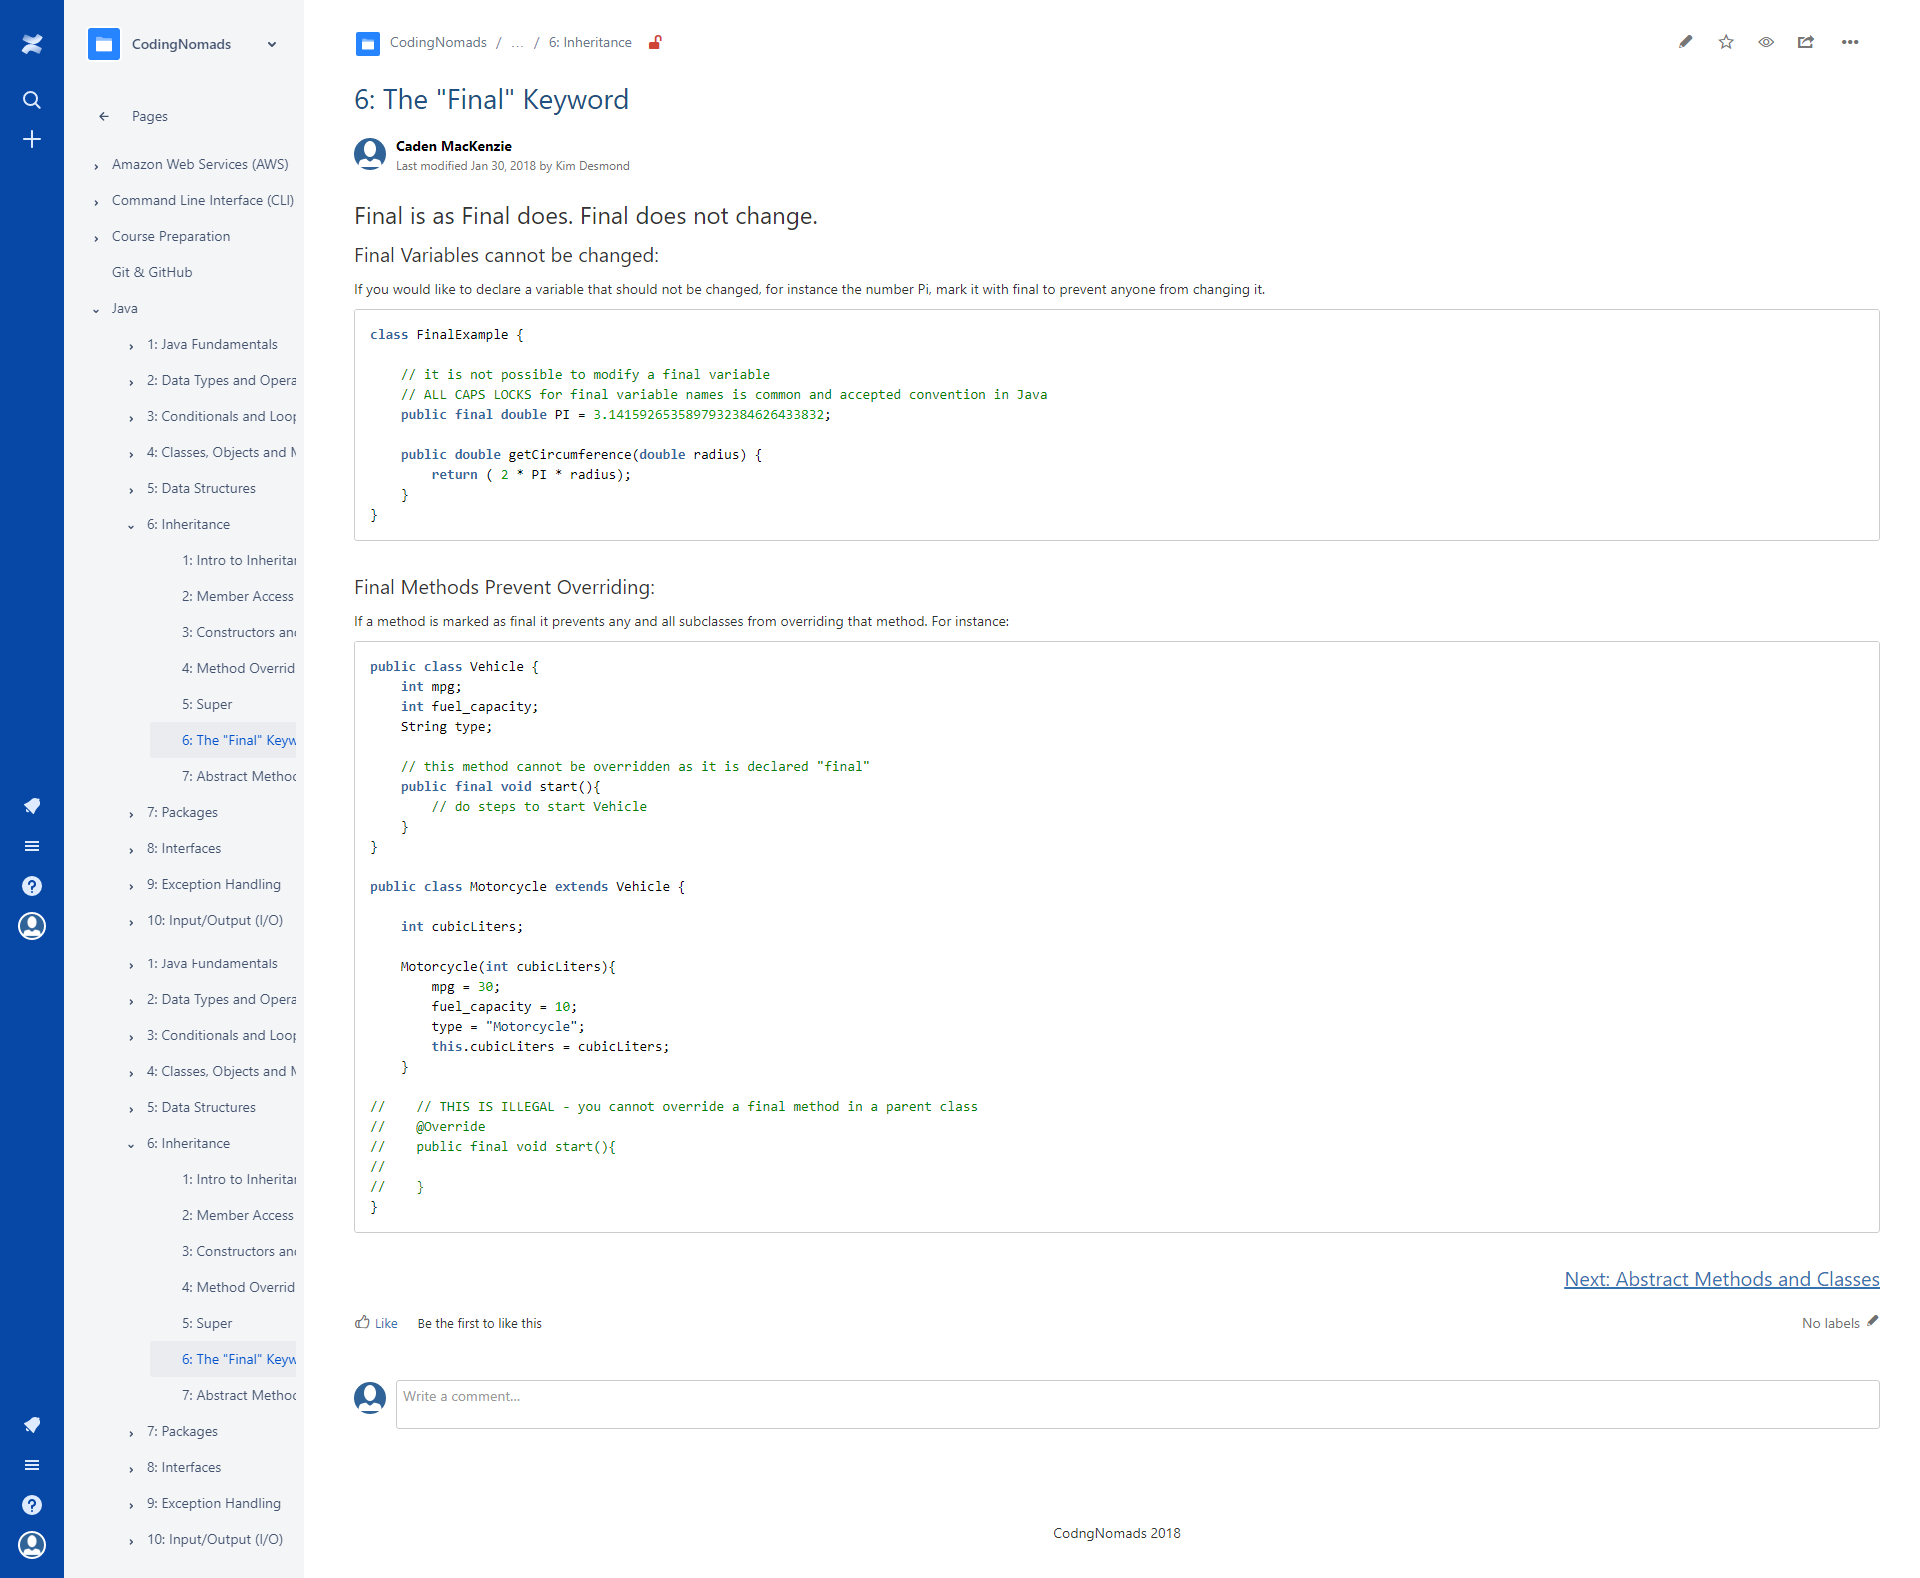 CodingNomads
Pages
Amazon Web Services (AWS)
Command Line Interface (CLI)
Course Preparation
Git & GitHub
Java
1: Java Fundamentals
2: Data Types and Opera
3: Conditionals and Loop
4: Classes, Objects and M
5: Data Structures
6: Inheritance
1: Intro to Inheritan
2: Member Access
3: Constructors and
4: Method Overrid
5: Super
6: The "Final" Keyw
7: Abstract Method
7: Packages
8: Interfaces
9: Exception Handling
10: Input/Output (I/O)
1: Java Fundamentals
2: Data Types and Opera
3: Conditionals and Loop
4: Classes, Objects and M
5: Data Structures
6: Inheritance
1: Intro to Inheritan
2: Member Access
3: Constructors and
4: Method Overrid
5: Super
6: The "Final" Keyw
7: Abstract Method
7: Packages
8: Interfaces
9: Exception Handling
10: Input/Output (I/O)
CodingNomads / ... / 6: Inheritance
6: The "Final" Keyword
Caden MacKenzie
Last modified Jan 30, 2018 by Kim Desmond
Final is as Final does. Final does not change.
Final Variables cannot be changed:
If you would like to declare a variable that should not be changed, for instance the number Pi, mark it with final to prevent anyone from changing it.
class FinalExample {
// it is not possible to modify a final variable
// ALL CAPS LOCKS for final variable names is common and accepted convention in Java
public final double PI = 3.1415926535897932384626433832;
public double getCircumference(double radius) {
return ( 2 * PI * radius);
}
}
Final Methods Prevent Overriding:
If a method is marked as final it prevents any and all subclasses from overriding that method. For instance:
public class Vehicle {
int mpg;
int fuel_capacity;
String type;
// this method cannot be overridden as it is declared "final"
public final void start(){
// do steps to start Vehicle
}
}
public class Motorcycle extends Vehicle {
int cubicLiters;
Motorcycle(int cubicLiters){
mpg = 30;
fuel_capacity = 10;
type = "Motorcycle";
this.cubicLiters = cubicLiters;
}
// // THIS IS ILLEGAL - you cannot override a final method in a parent class
// @Override
// public final void start(){
//
// }
}
Next: Abstract Methods and Classes
Like Be the first to like this
No labels
Write a comment...
CodngNomads 2018